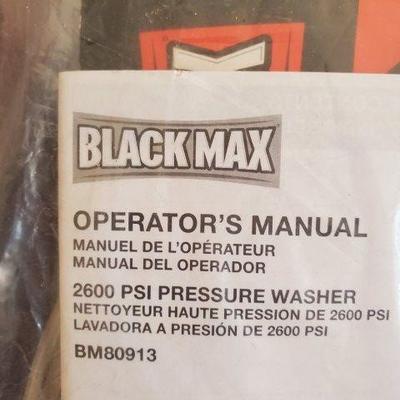 BLACK MAX
OPERATOR'S MANUAL
MANUEL DE L'OPÉRATEUR
MANUAL DEL OPERADOR
2600 PSI PRESSURE WASHER
NETTOYEUR HAUTE PRESSION DE 2600 PSI
LAVADORA A PRESIÓN DE 2600 PSI
BM80913